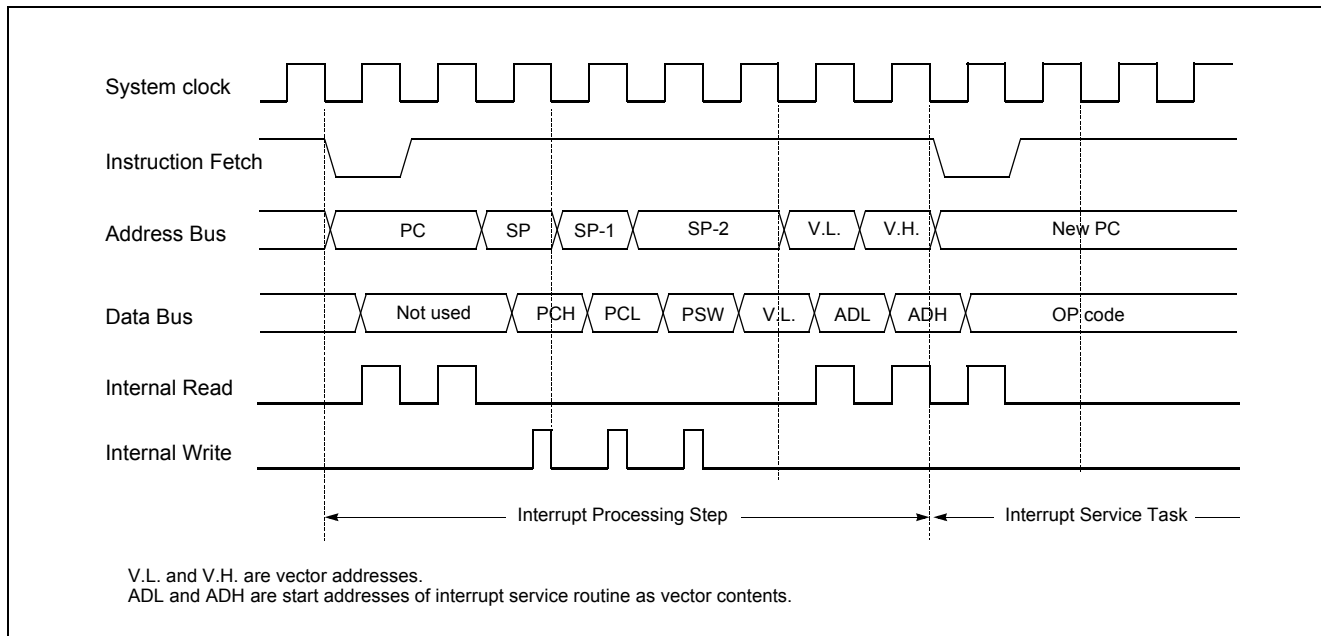 System clock
Instruction Fetch
Address Bus PC SP SP-1 SP-2 V.L. V.H. New PC
Data Bus Not used PCH PCL PSW V.L. ADL ADH OP code
Internal Read
Internal Write
Interrupt Processing Step Interrupt Service Task
V.L. and V.H. are vector addresses.
ADL and ADH are start addresses of interrupt service routine as vector contents.